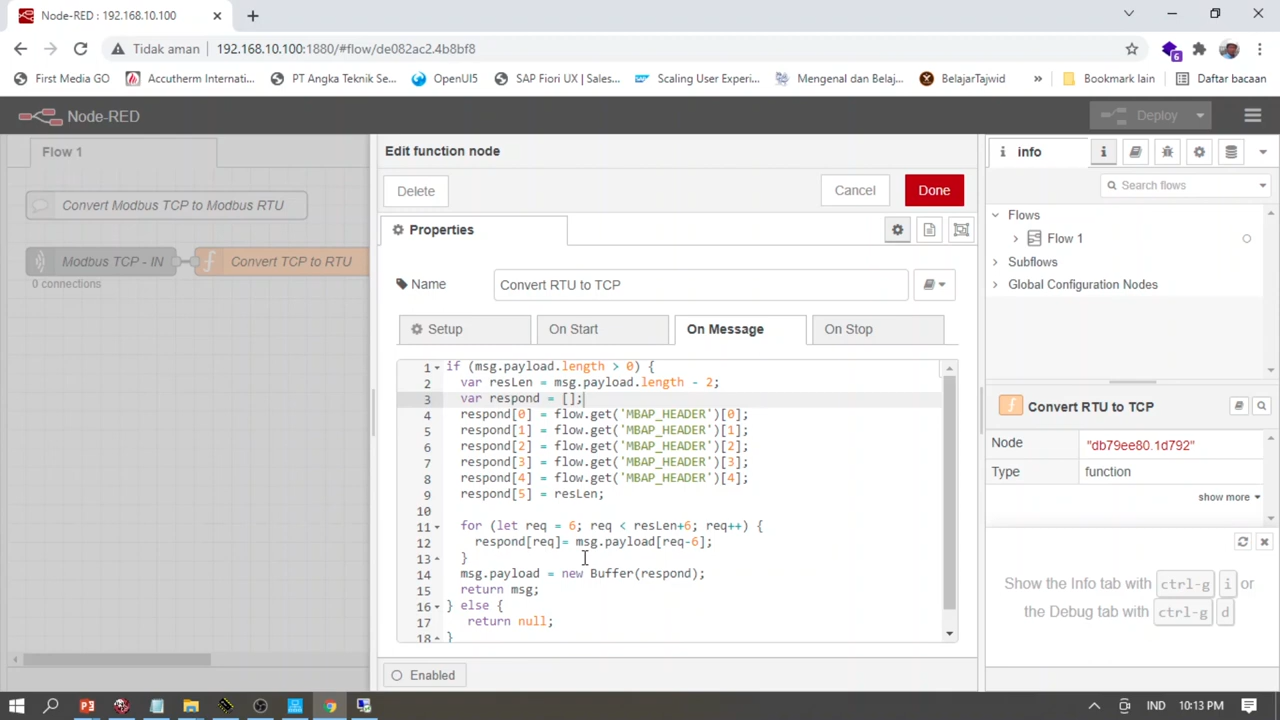 Node-RED : 192.168.10.100
Tidak aman
192.168.10.100:1880/#flow/de082ac2.4b8bf8
6
First Media GO
Accutherm Internati...
PT Angka Teknik Se...
OpenUI5
SAP Fiori UX | Sales...
Scaling User Experi...
Mengenal dan Belaj...
BelajarTajwid
»
Bookmark lain
Daftar bacaan
Node-RED
Deploy
Flow 1
Convert Modbus TCP to Modbus RTU
Modbus TCP - IN
Convert TCP to RTU
0 connections
Edit function node
Delete
Cancel
Done
Properties
Name
Convert RTU to TCP
Setup
On Start
On Message
On Stop
1 if (msg.payload.length > 0) {
2 var resLen = msg.payload.length - 2;
3 var respond = [];
4 respond[0] = flow.get('MBAP_HEADER')[0];
5 respond[1] = flow.get('MBAP_HEADER')[1];
6 respond[2] = flow.get('MBAP_HEADER')[2];
7 respond[3] = flow.get('MBAP_HEADER')[3];
8 respond[4] = flow.get('MBAP_HEADER')[4];
9 respond[5] = resLen;
10
11 for (let req = 6; req < resLen+6; req++) {
12 respond[req]= msg.payload[req-6];
13 }
14 msg.payload = new Buffer(respond);
15 return msg;
16 } else {
17 return null;
18 }
Enabled
info
Search flows
Flows
Flow 1
Subflows
Global Configuration Nodes
Convert RTU to TCP
Node
"db79ee80.1d792"
Type
function
show more
Show the Info tab with ctrl-g i or
the Debug tab with ctrl-g d
IND
10:13 PM